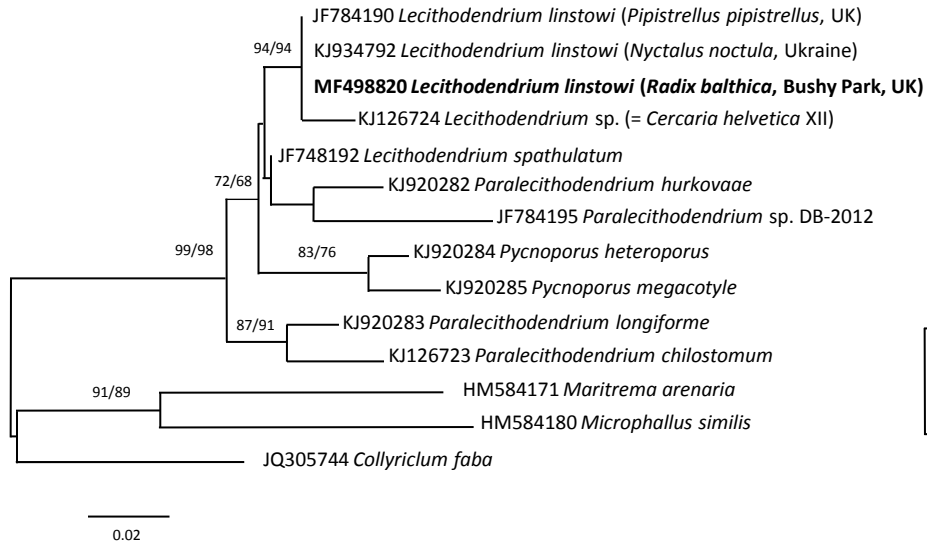 JF784190 Lecithodendrium linstowi (Pipistrellus pipistrellus, UK)
94/94
KJ934792 Lecithodendrium linstowi (Nyctalus noctula, Ukraine)
MF498820 Lecithodendrium linstowi (Radix balthica, Bushy Park, UK)
KJ126724 Lecithodendrium sp. (= Cercaria helvetica XII)
JF748192 Lecithodendrium spathulatum
72/68
KJ920282 Paralecithodendrium hurkovaae
JF784195 Paralecithodendrium sp. DB-2012
99/98
83/76
KJ920284 Pycnoporus heteroporus
KJ920285 Pycnoporus megacotyle
87/91
KJ920283 Paralecithodendrium longiforme
KJ126723 Paralecithodendrium chilostomum
91/89
HM584171 Maritrema arenaria
HM584180 Microphallus similis
JQ305744 Collyriclum faba
0.02